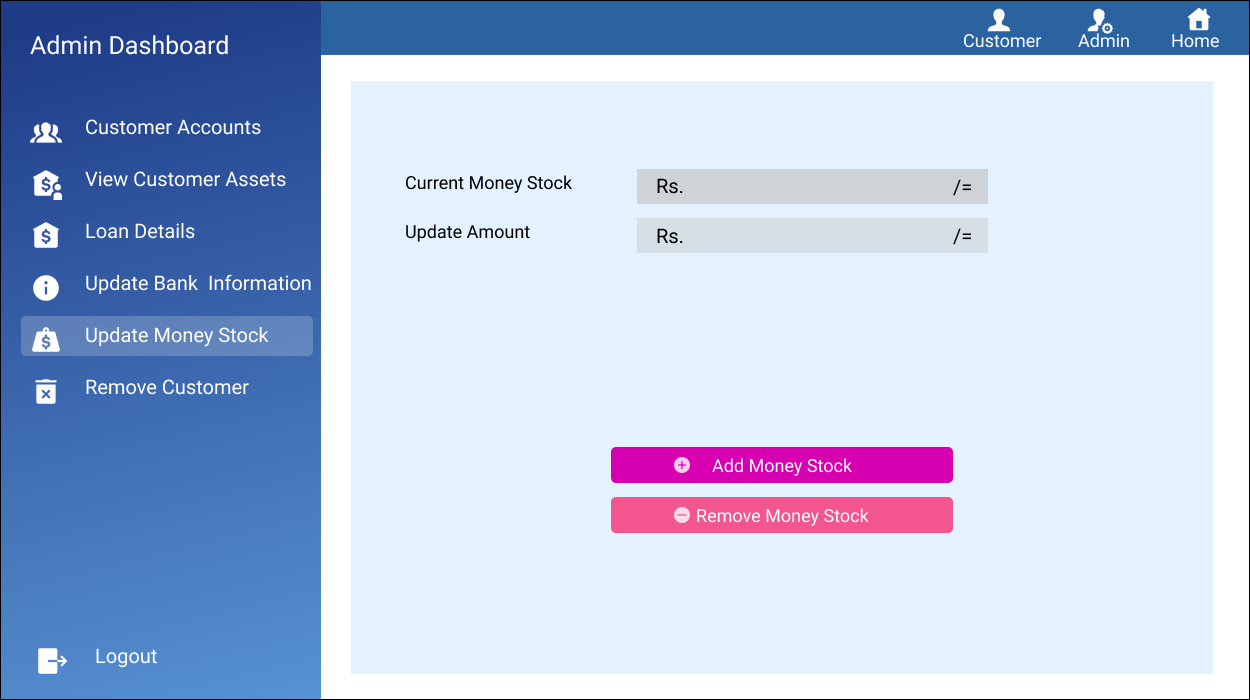 Admin Dashboard
Customer Admin Home
Customer Accounts
View Customer Assets
Loan Details
Update Bank  Information
Update Money Stock
Remove Customer
Logout
Current Money Stock Rs. /=
Update Amount Rs. /=
Add Money Stock
Remove Money Stock